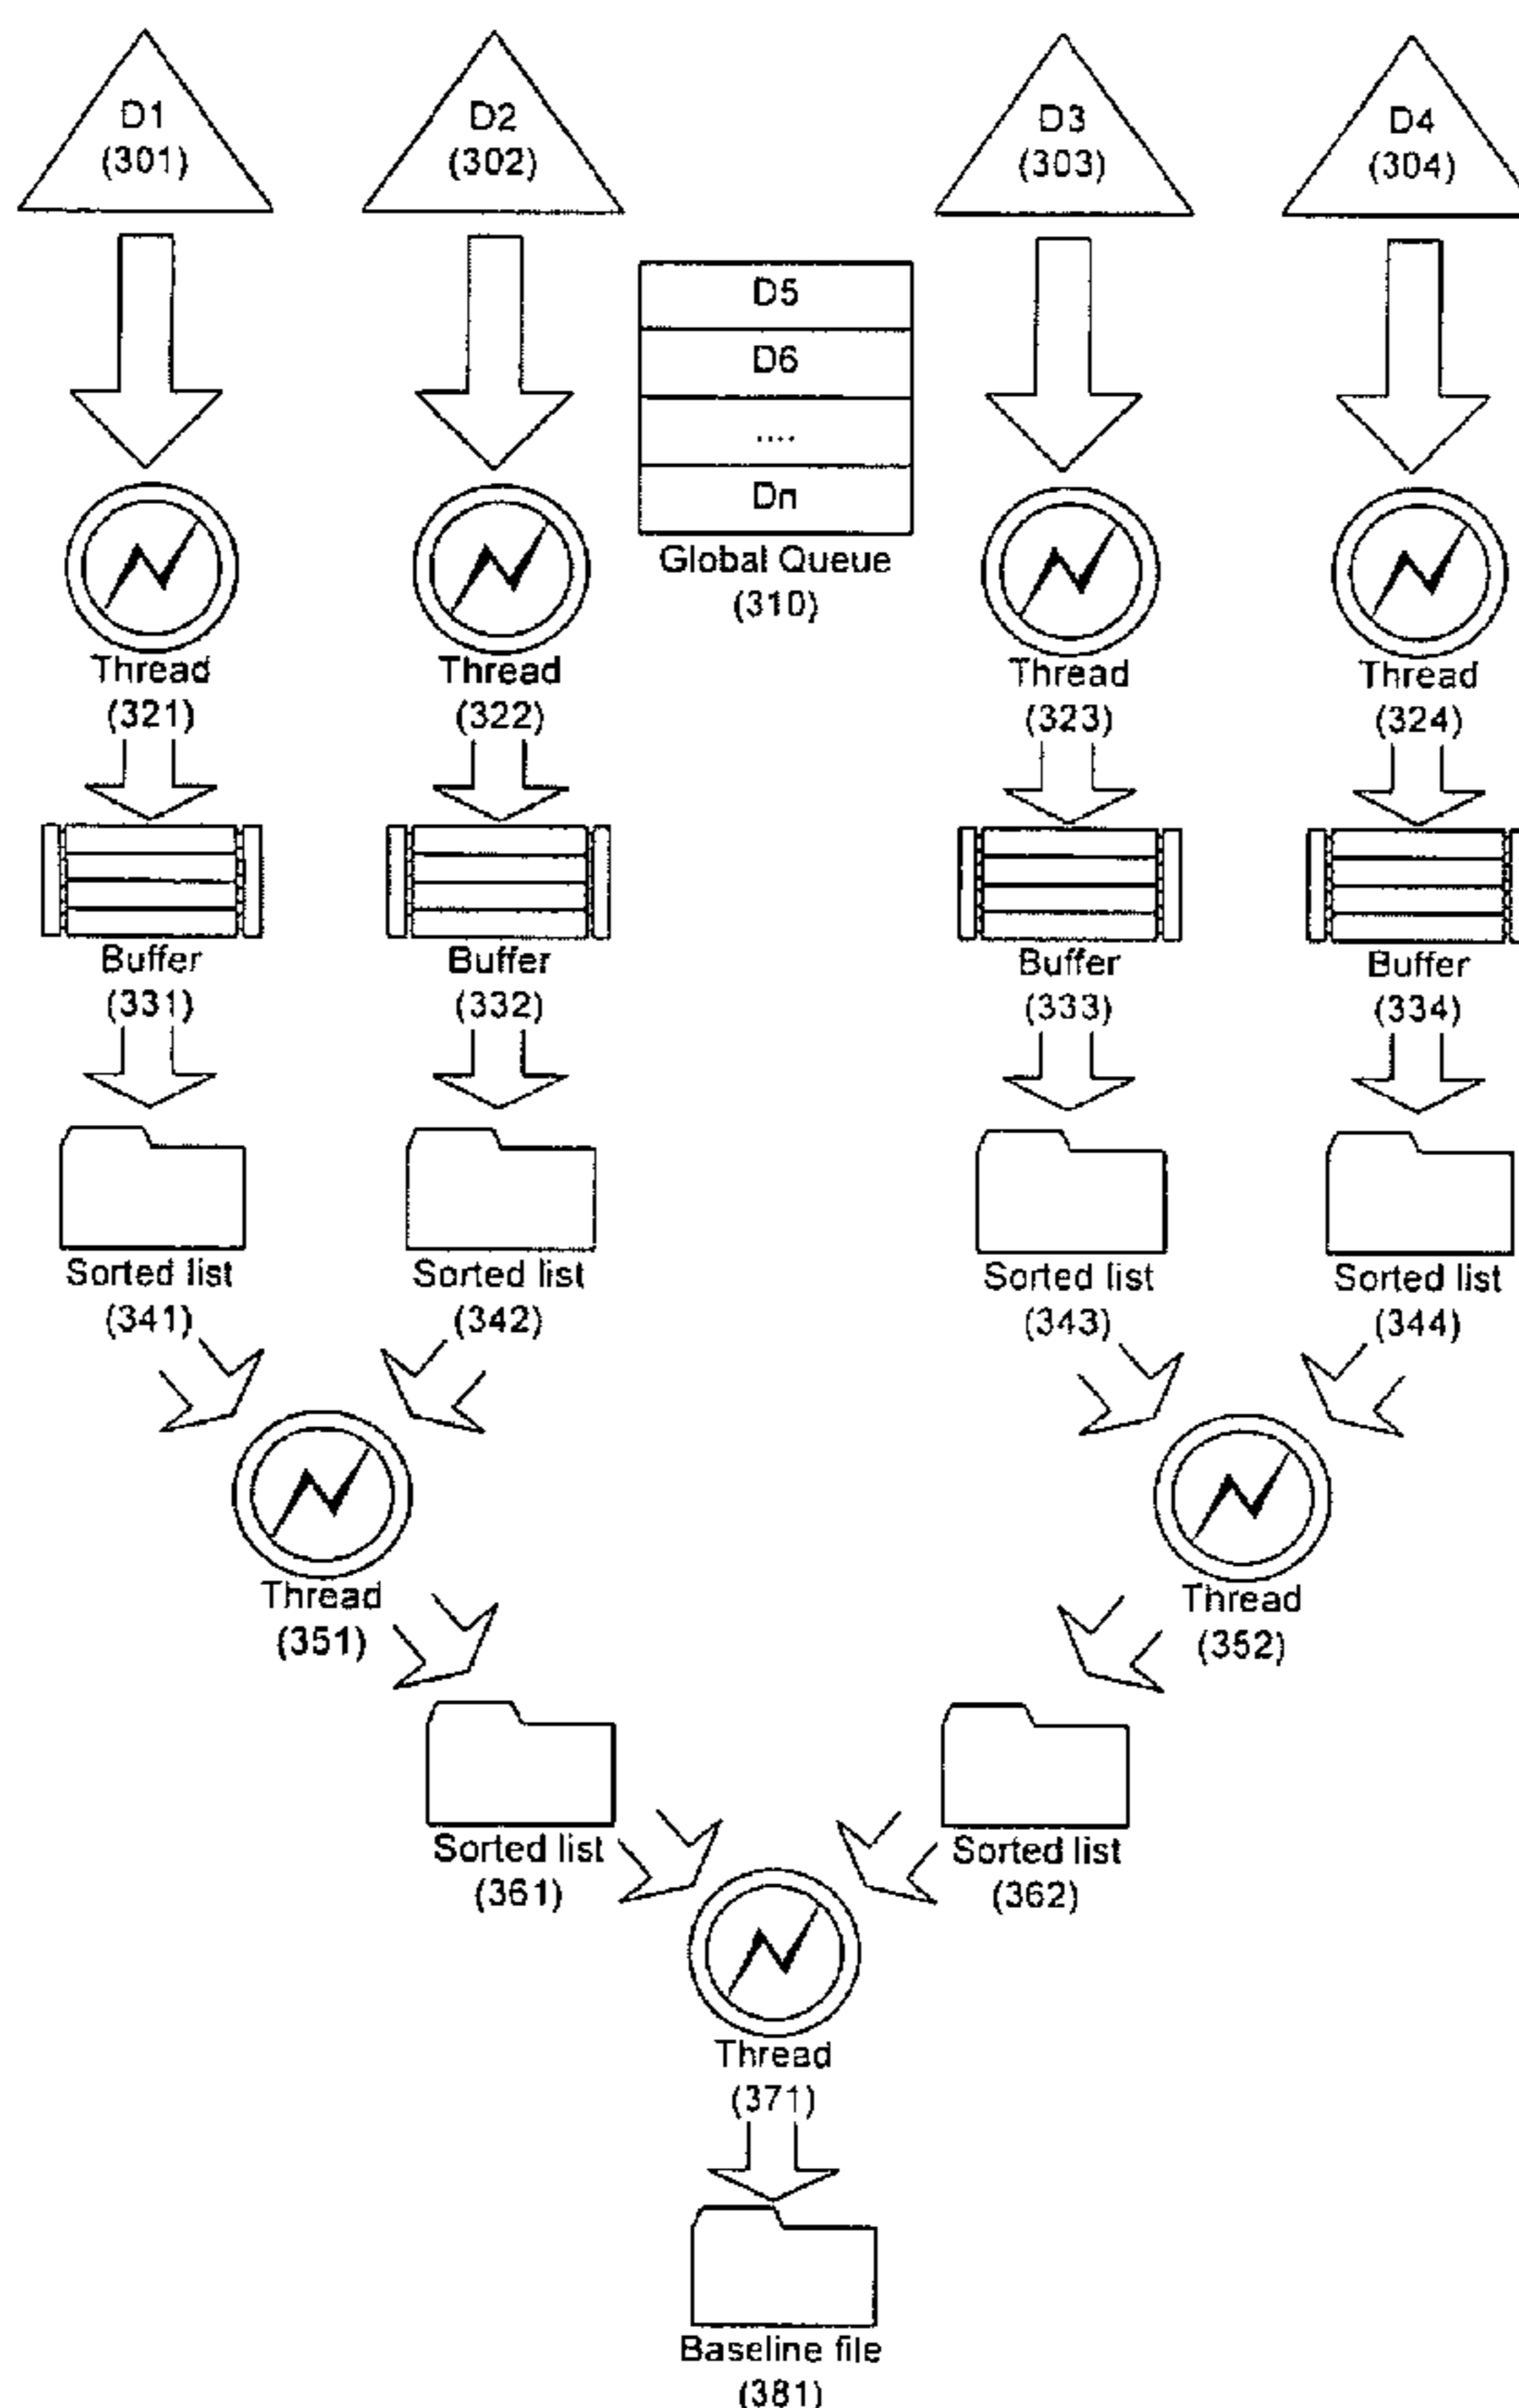 D1 D2 D3 D4
(301) (302) (303) (304)
D5
D6
....
Dn
Global Queue
(310)
Thread Thread Thread Thread
(321) (322) (323) (324)
Buffer Buffer Buffer Buffer
(331) (332) (333) (334)
Sorted list Sorted list Sorted list Sorted list
(341) (342) (343) (344)
Thread Thread
(351) (352)
Sorted list Sorted list
(361) (362)
Thread
(371)
Baseline file
(381)